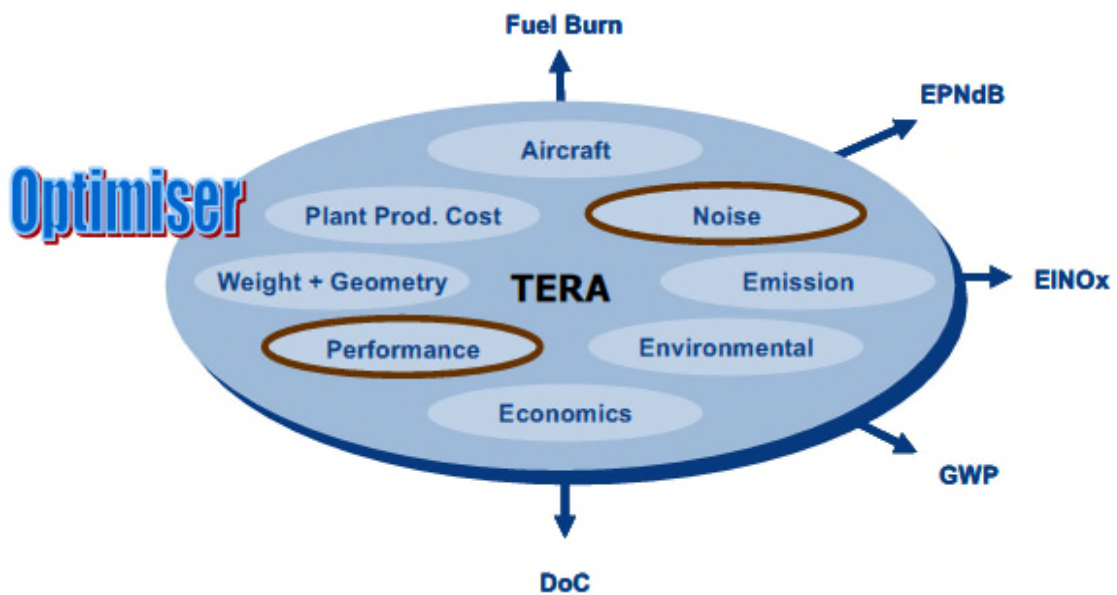 Fuel Burn
EPNdB
Aircraft
Optimiser
Plant Prod. Cost
Noise
Weight + Geometry
TERA
Emission
EINOx
Performance
Environmental
Economics
GWP
DoC